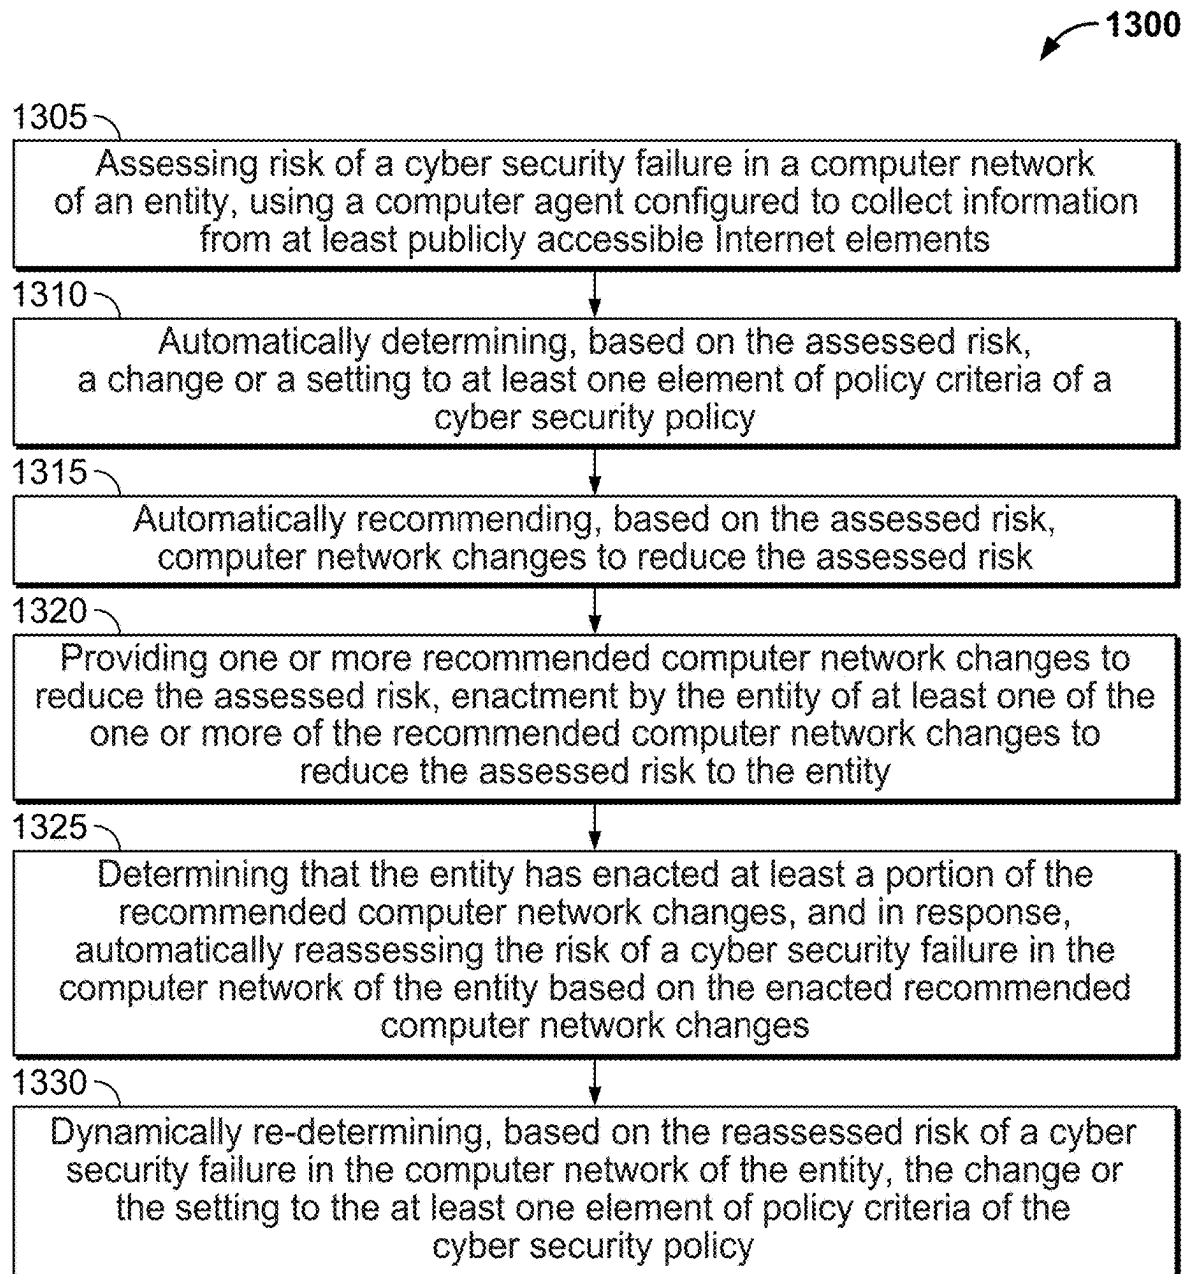 1300
1305
Assessing risk of a cyber security failure in a computer network
of an entity, using a computer agent configured to collect information
from at least publicly accessible Internet elements
1310
Automatically determining, based on the assessed risk,
a change or a setting to at least one element of policy criteria of a
cyber security policy
1315
Automatically recommending, based on the assessed risk,
computer network changes to reduce the assessed risk
1320
Providing one or more recommended computer network changes to
reduce the assessed risk, enactment by the entity of at least one of the
one or more of the recommended computer network changes to
reduce the assessed risk to the entity
1325
Determining that the entity has enacted at least a portion of the
recommended computer network changes, and in response,
automatically reassessing the risk of a cyber security failure in the
computer network of the entity based on the enacted recommended
computer network changes
1330
Dynamically re-determining, based on the reassessed risk of a cyber
security failure in the computer network of the entity, the change or
the setting to the at least one element of policy criteria of the
cyber security policy